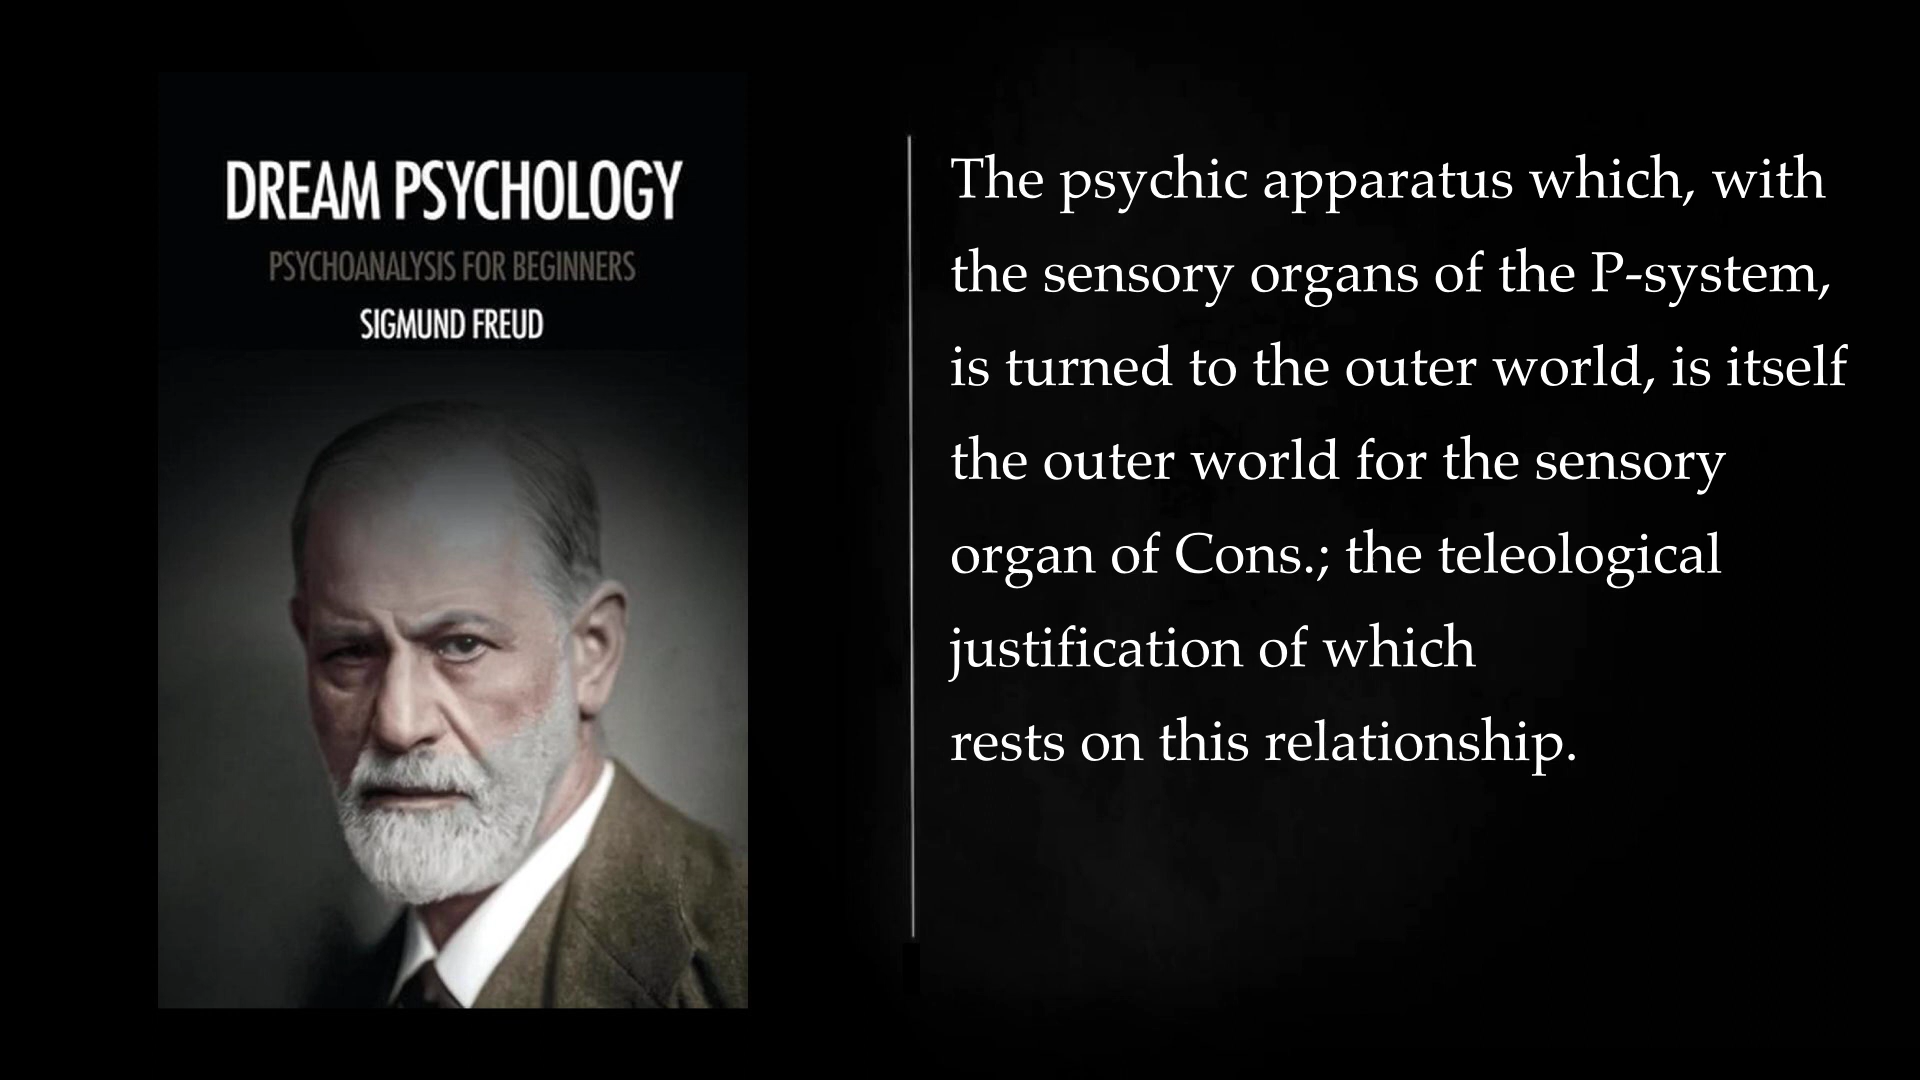 DREAM PSYCHOLOGY
PSYCHOANALYSIS FOR BEGINNERS
SIGMUND FREUD
The psychic apparatus which, with
the sensory organs of the P-system,
is turned to the outer world, is itself
the outer world for the sensory
organ of Cons.; the teleological
justification of which
rests on this relationship.